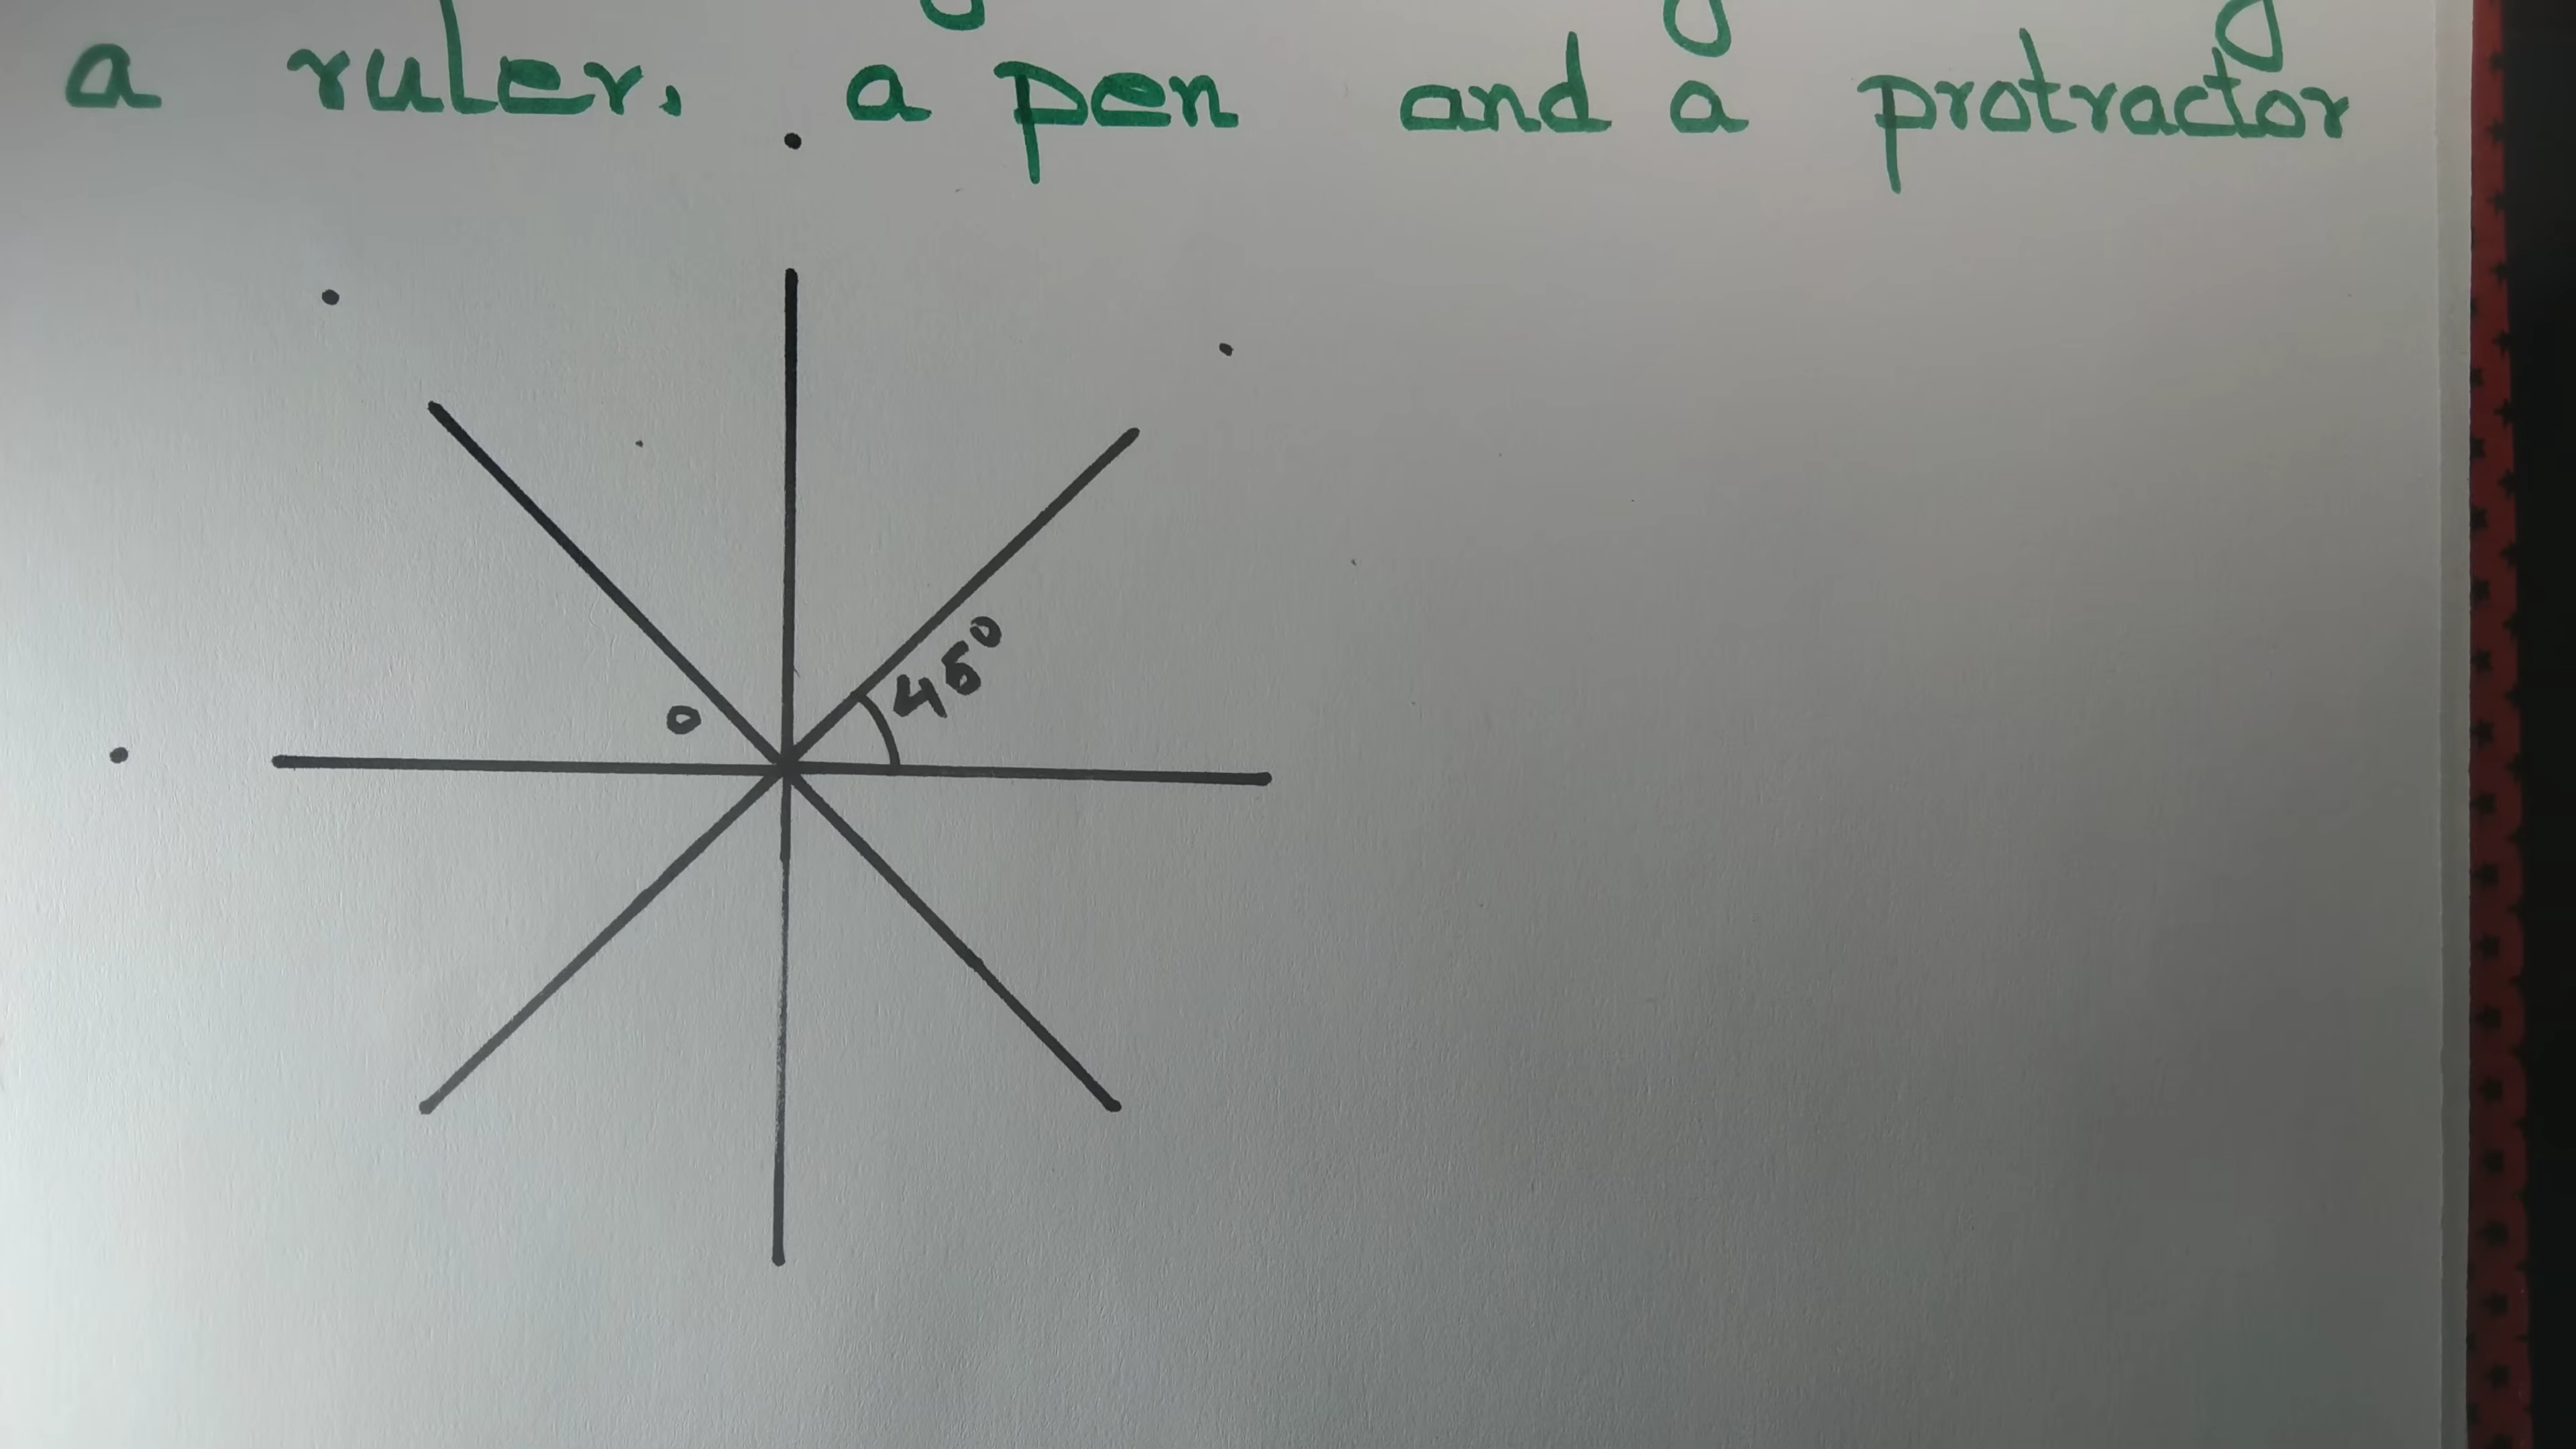 a ruler, a pen and a protractor
45°
o